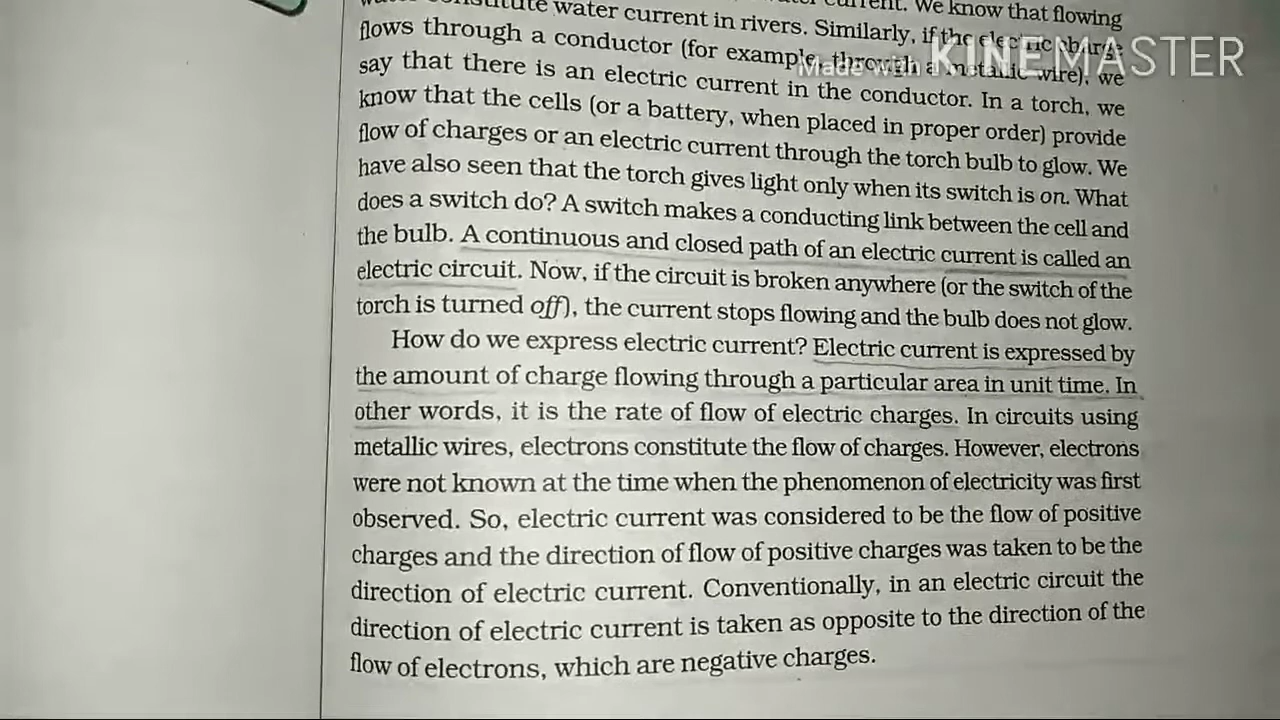 constitute water current in rivers. Similarly, if the electric charge
current. We know that flowing
flows through a conductor (for example, through a metallic wire), we
say that there is an electric current in the conductor. In a torch, we
know that the cells (or a battery, when placed in proper order) provide
flow of charges or an electric current through the torch bulb to glow. We
have also seen that the torch gives light only when its switch is on. What
does a switch do? A switch makes a conducting link between the cell and
the bulb. A continuous and closed path of an electric current is called an
electric circuit. Now, if the circuit is broken anywhere (or the switch of the
torch is turned off), the current stops flowing and the bulb does not glow.
How do we express electric current? Electric current is expressed by
the amount of charge flowing through a particular area in unit time. In
other words, it is the rate of flow of electric charges. In circuits using
metallic wires, electrons constitute the flow of charges. However, electrons
were not known at the time when the phenomenon of electricity was first
observed. So, electric current was considered to be the flow of positive
charges and the direction of flow of positive charges was taken to be the
direction of electric current. Conventionally, in an electric circuit the
direction of electric current is taken as opposite to the direction of the
flow of electrons, which are negative charges.
Made with KINEMASTER